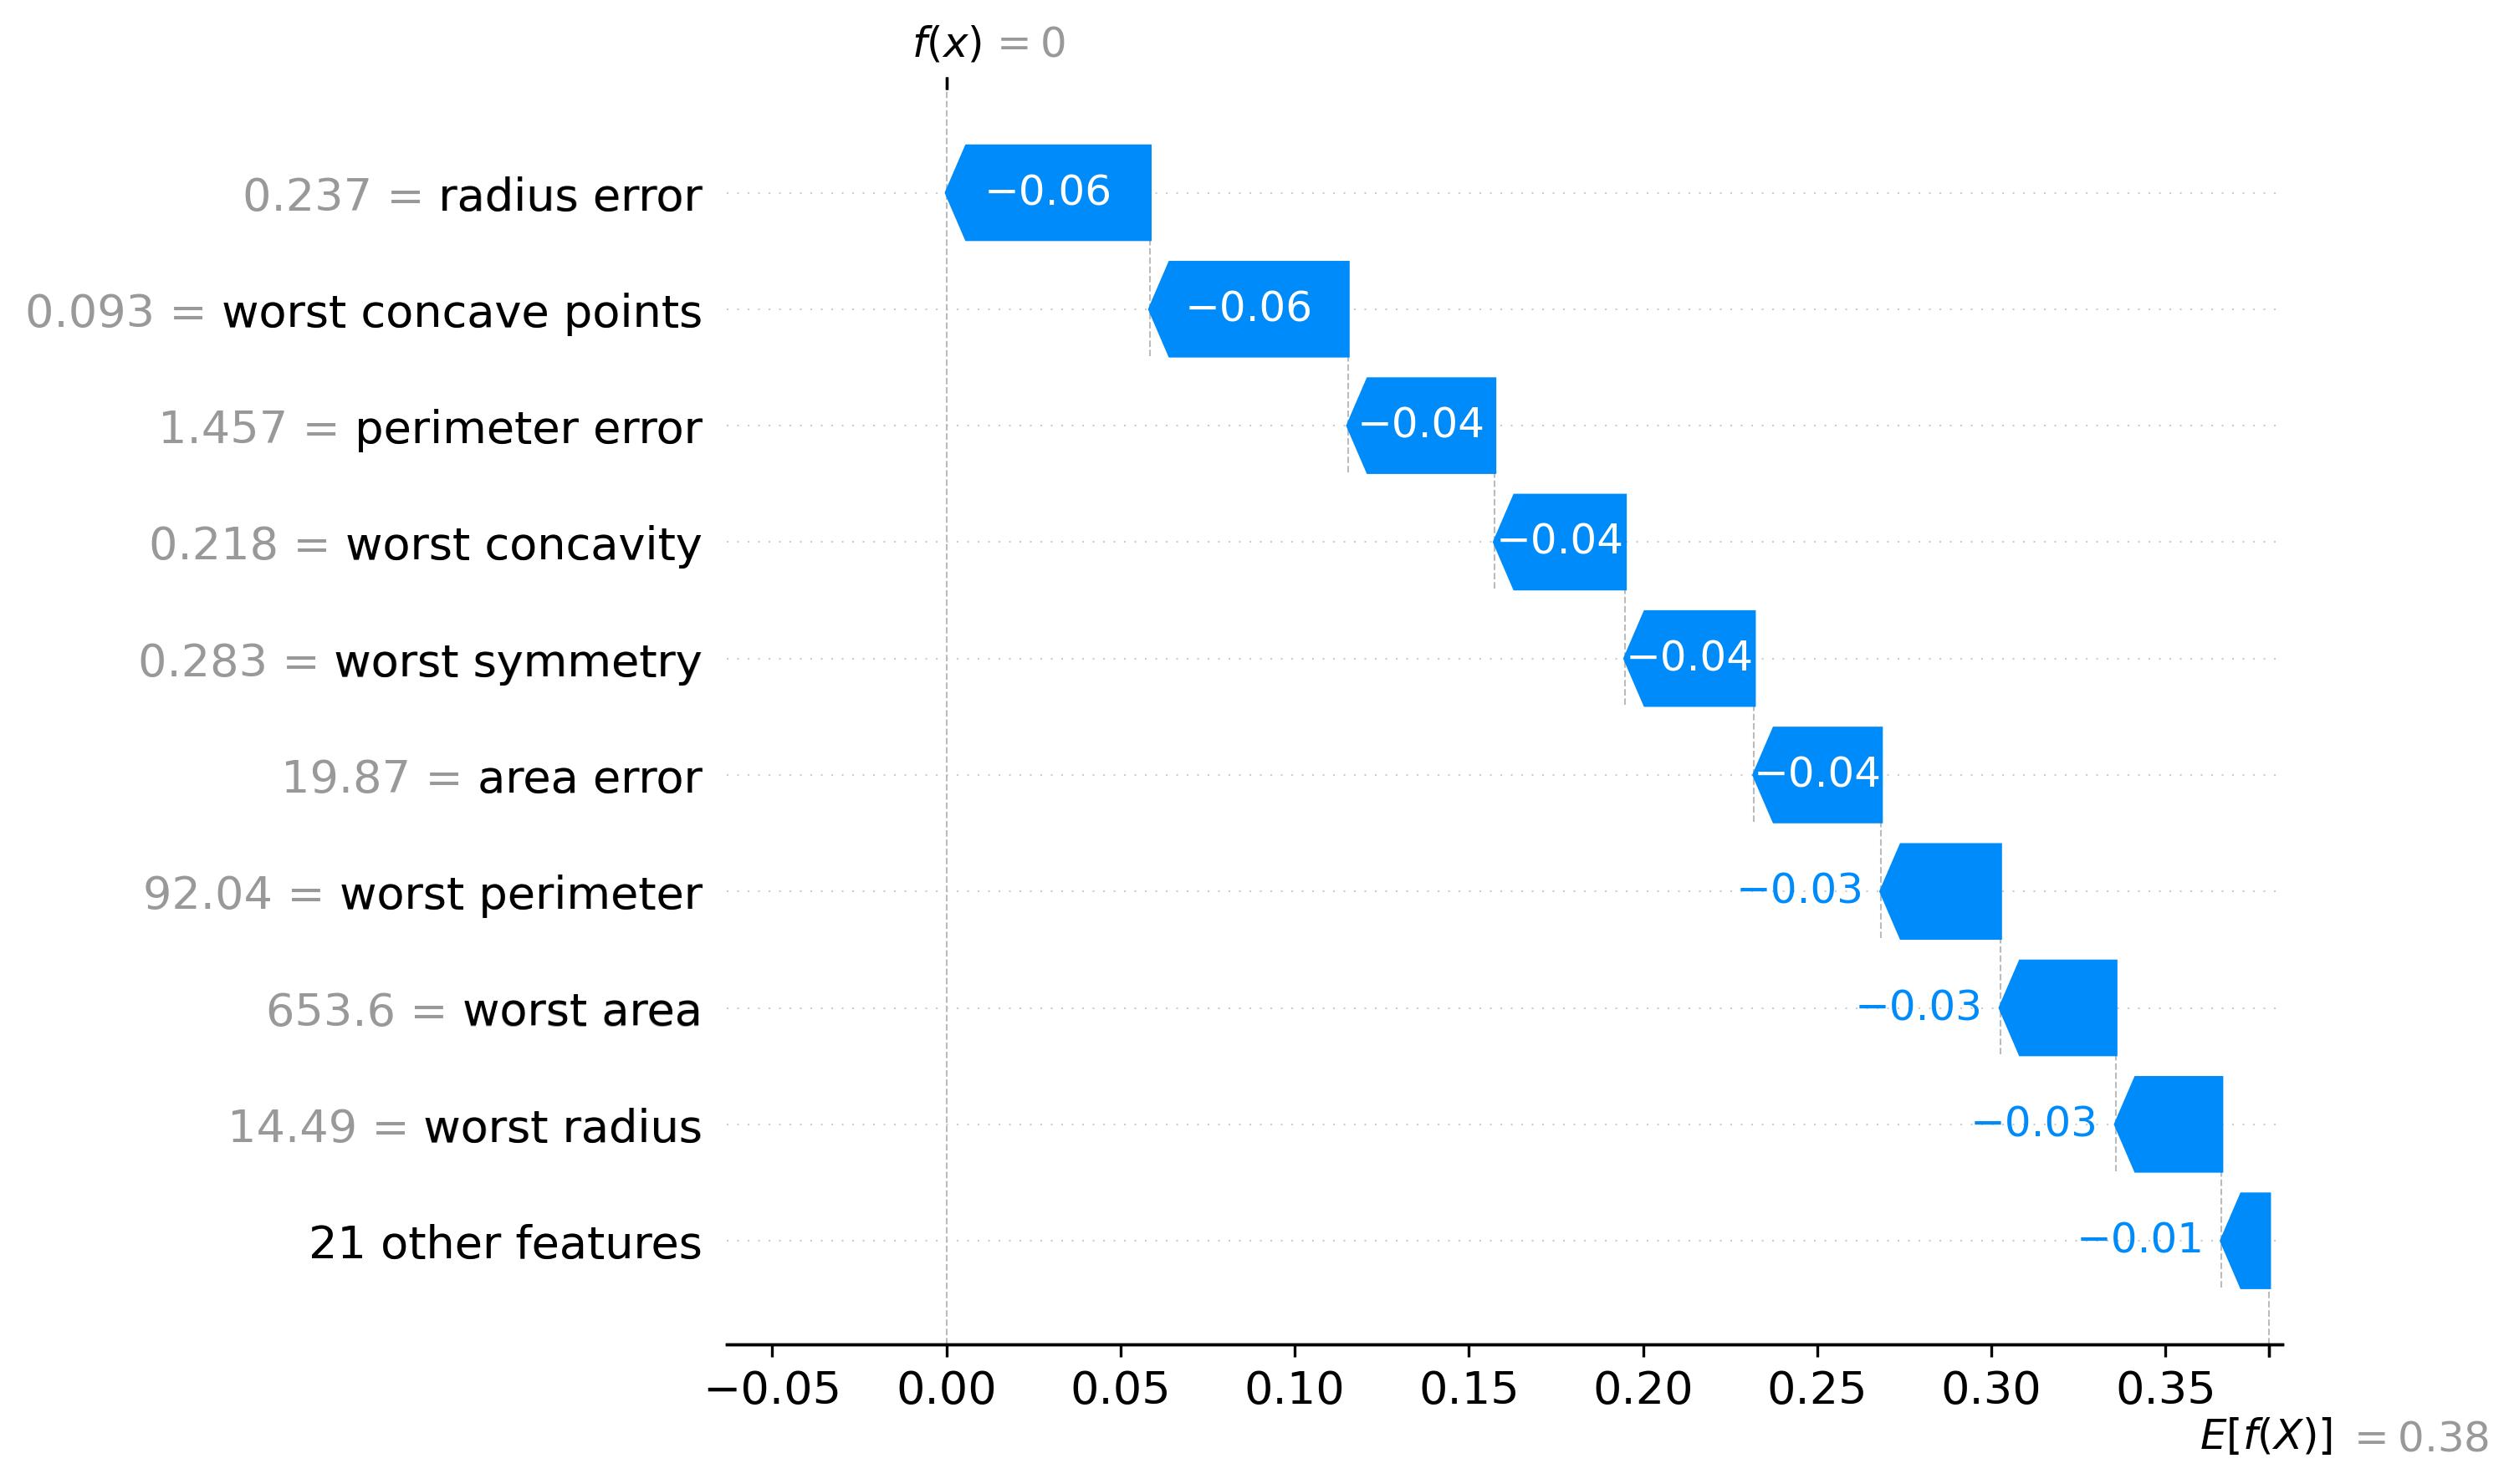 f(x) = 0
0.237 = radius error −0.06
0.093 = worst concave points −0.06
1.457 = perimeter error −0.04
0.218 = worst concavity −0.04
0.283 = worst symmetry −0.04
19.87 = area error −0.04
92.04 = worst perimeter −0.03
653.6 = worst area −0.03
14.49 = worst radius −0.03
21 other features −0.01
−0.05 0.00 0.05 0.10 0.15 0.20 0.25 0.30 0.35
E[f(X)] = 0.38